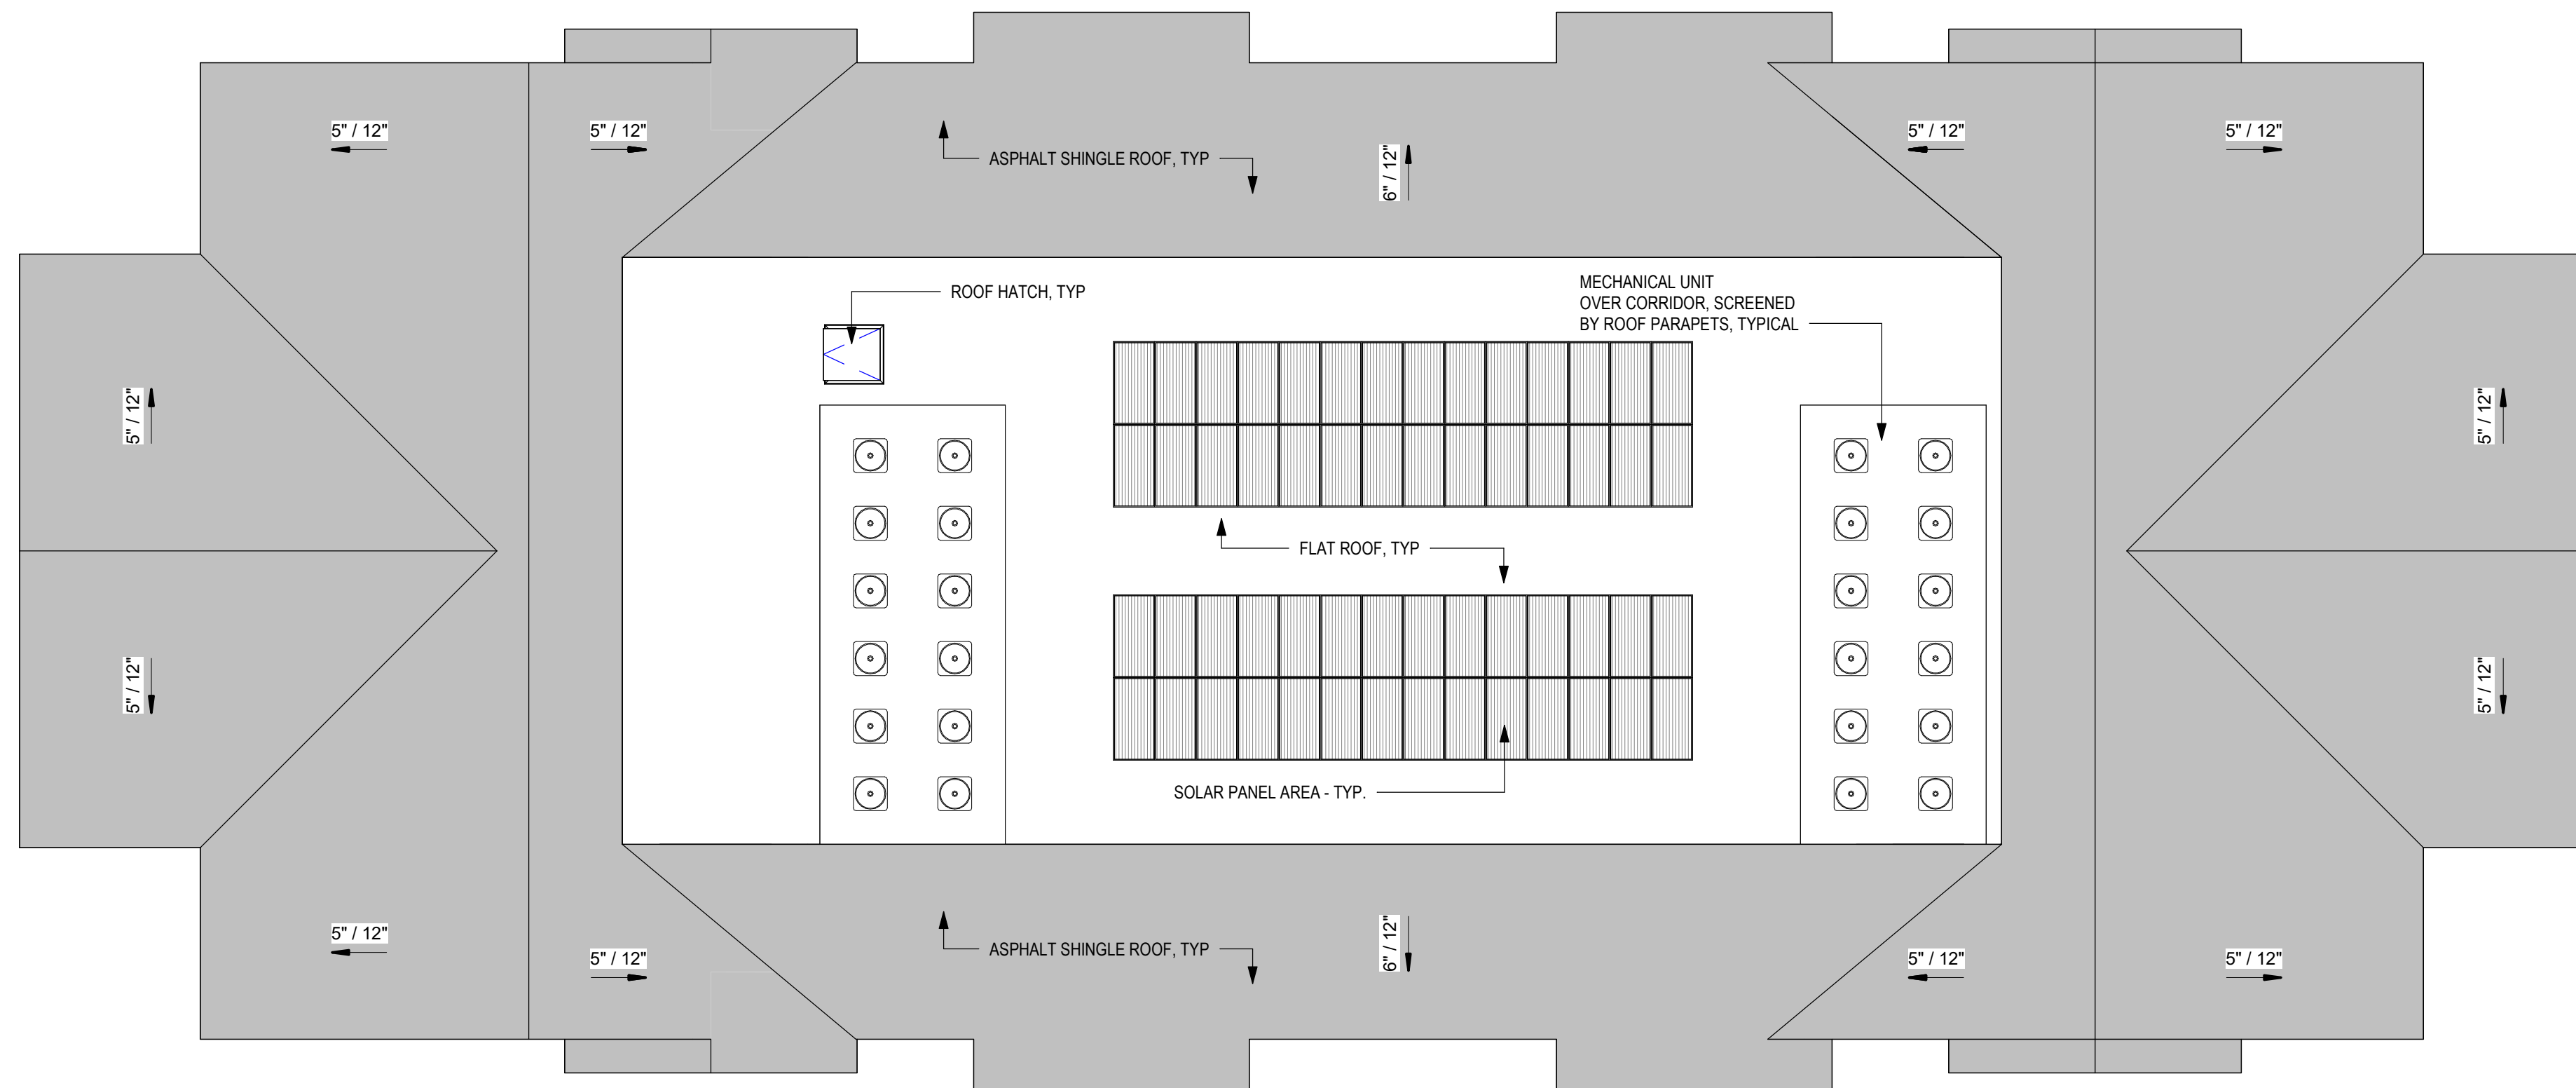 5" / 12"
5" / 12"
ASPHALT SHINGLE ROOF, TYP
6" / 12"
5" / 12"
5" / 12"
ROOF HATCH, TYP
MECHANICAL UNIT
OVER CORRIDOR, SCREENED
BY ROOF PARAPETS, TYPICAL
5" / 12"
5" / 12"
FLAT ROOF, TYP
5" / 12"
5" / 12"
SOLAR PANEL AREA - TYP.
5" / 12"
5" / 12"
ASPHALT SHINGLE ROOF, TYP
6" / 12"
5" / 12"
5" / 12"